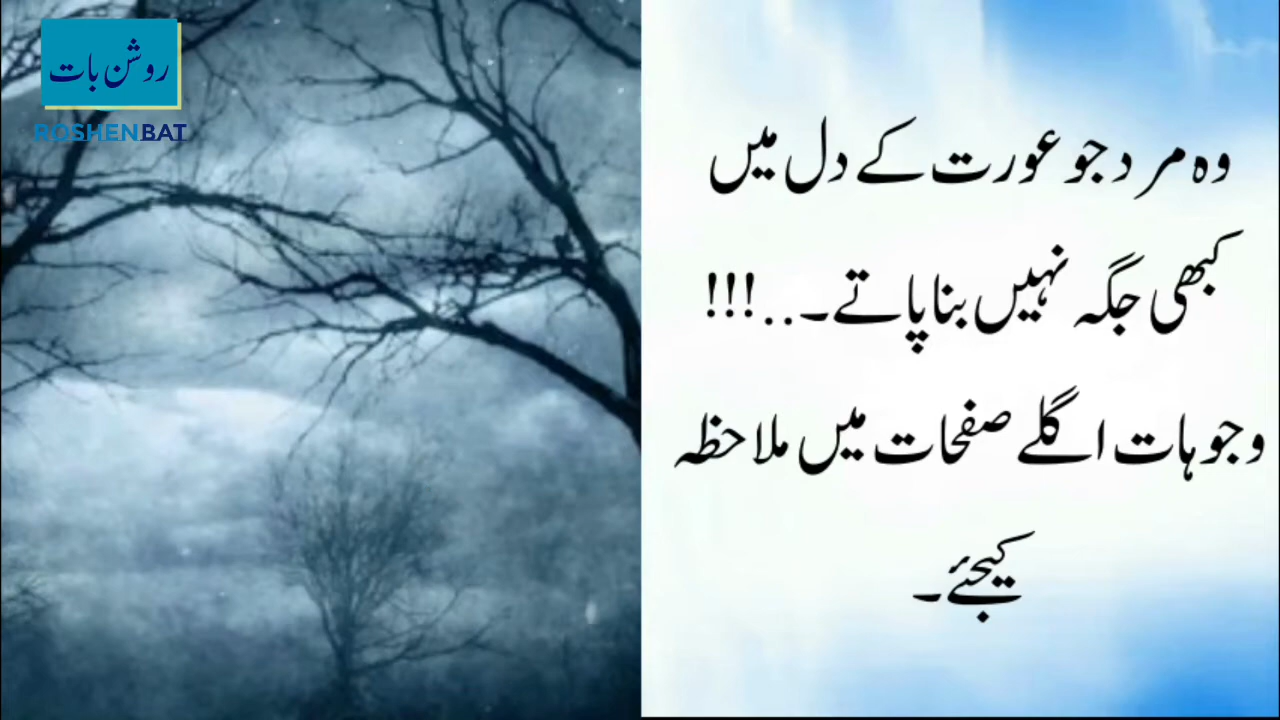 روشن بات
ROSHENBAT
وہ مرد جو عورت کے دل میں
کبھی جگہ نہیں بنا پاتے۔..!!!
وجوہات اگلے صفحات میں ملاحظہ
کیجئے۔